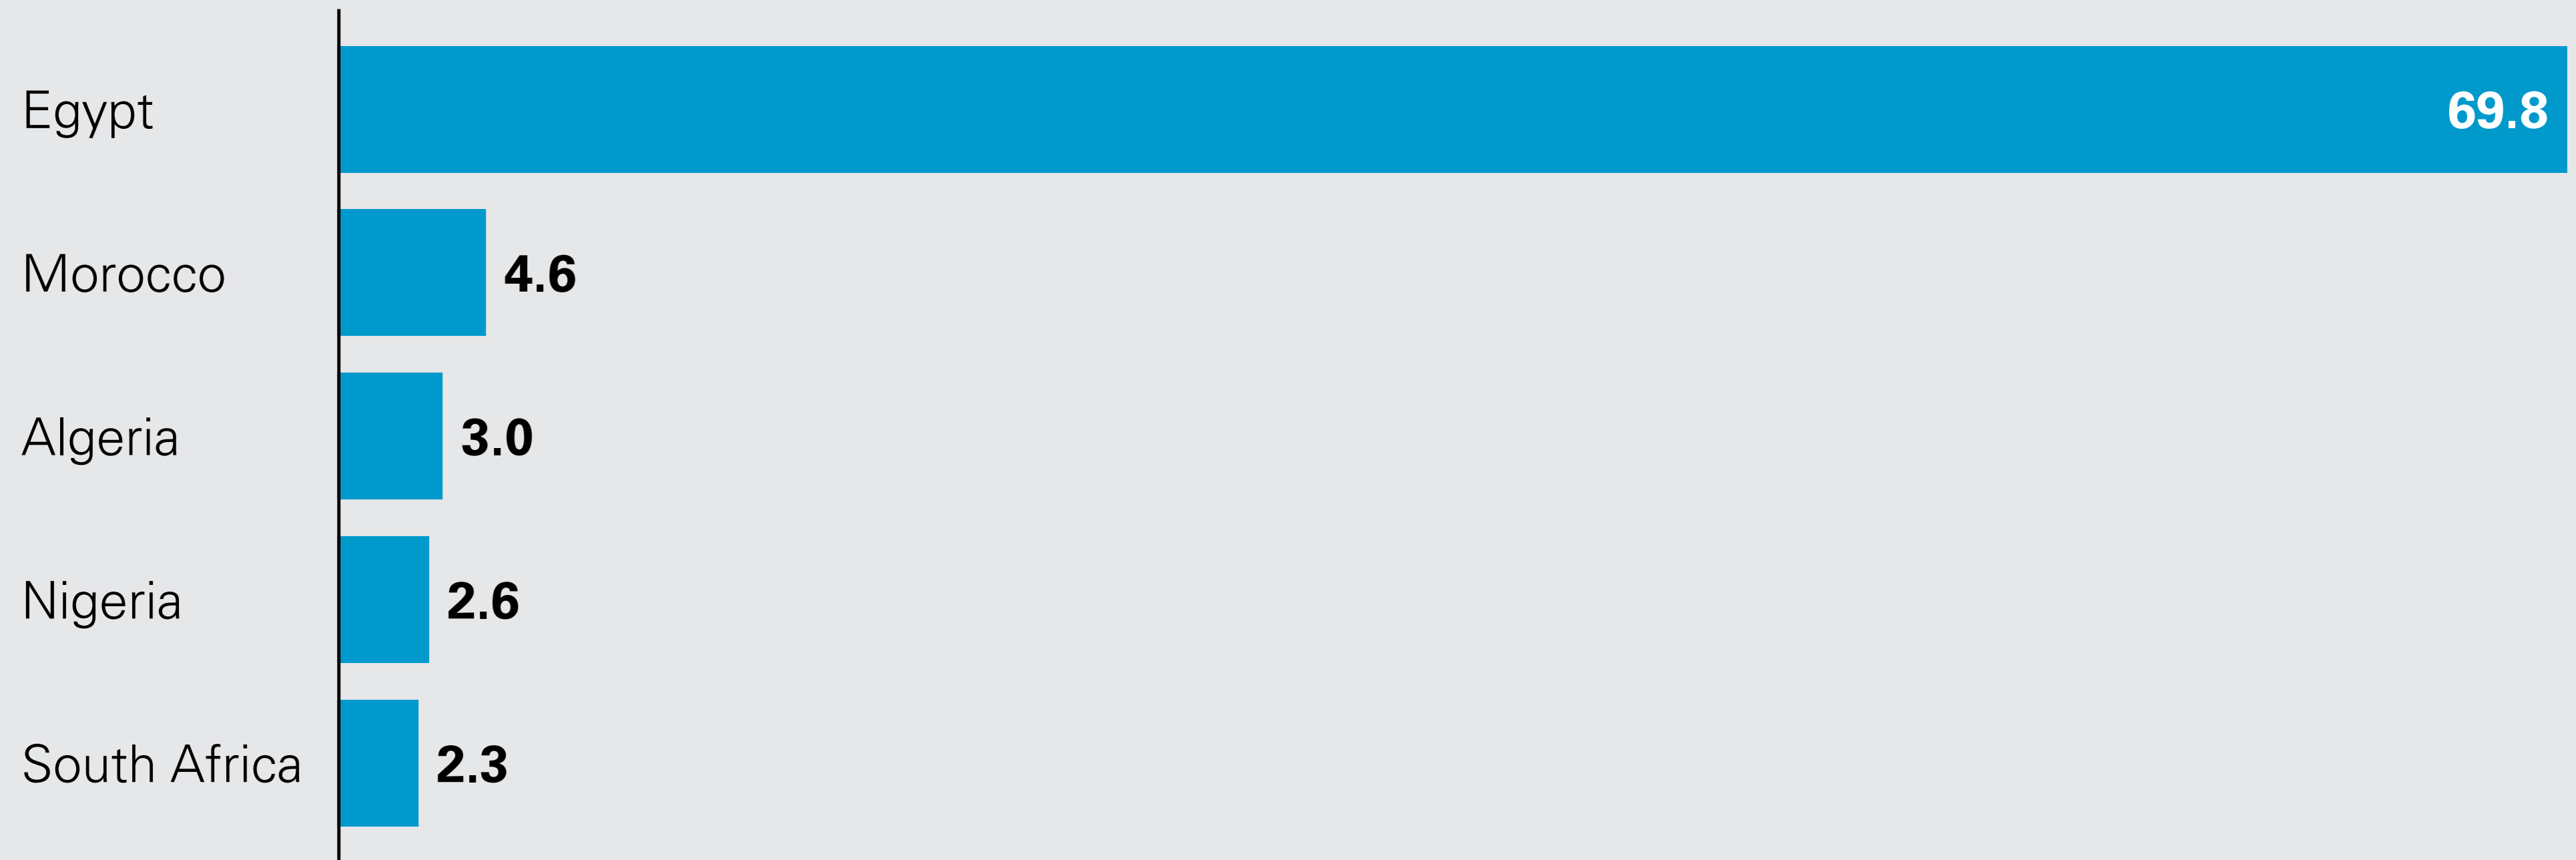 Egypt 69.8
Morocco 4.6
Algeria 3.0
Nigeria 2.6
South Africa 2.3